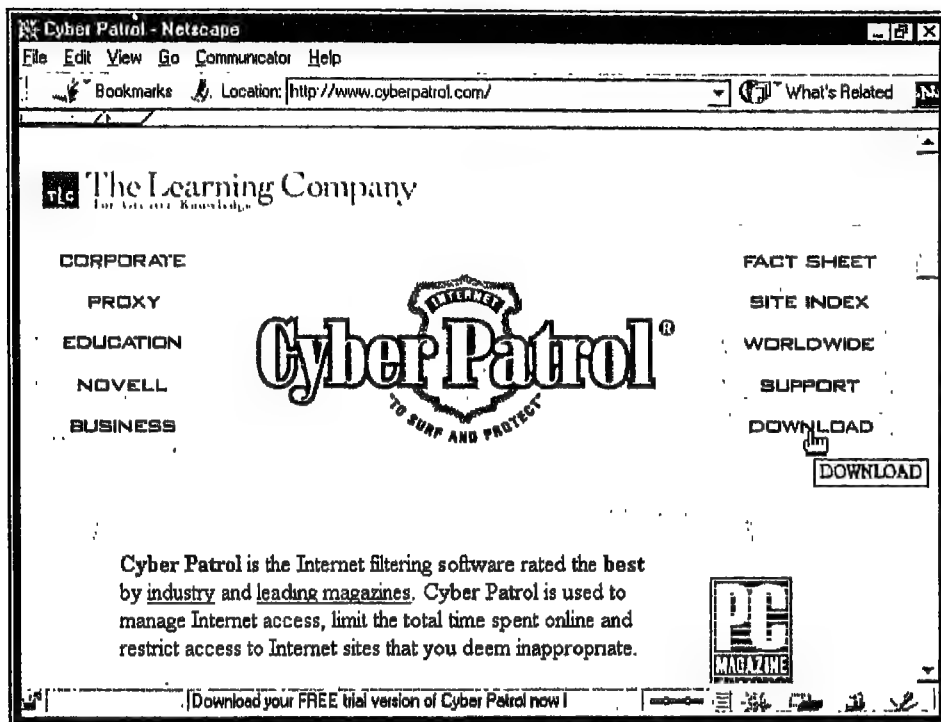 Cyber Patrol - Netscape
File Edit View Go Communicator Help
Bookmarks Location: http://www.cyberpatrol.com/ What's Related N
TLC The Learning Company
For Greater Knowledge
CORPORATE
PROXY
EDUCATION
NOVELL
BUSINESS
INTERNET
Cyber Patrol®
"TO SURF AND PROTECT"
FACT SHEET
SITE INDEX
WORLDWIDE
SUPPORT
DOWNLOAD
DOWNLOAD
Cyber Patrol is the Internet filtering software rated the best
by industry and leading magazines. Cyber Patrol is used to
manage Internet access, limit the total time spent online and
restrict access to Internet sites that you deem inappropriate.
PC
MAGAZINE
Download your FREE trial version of Cyber Patrol now !